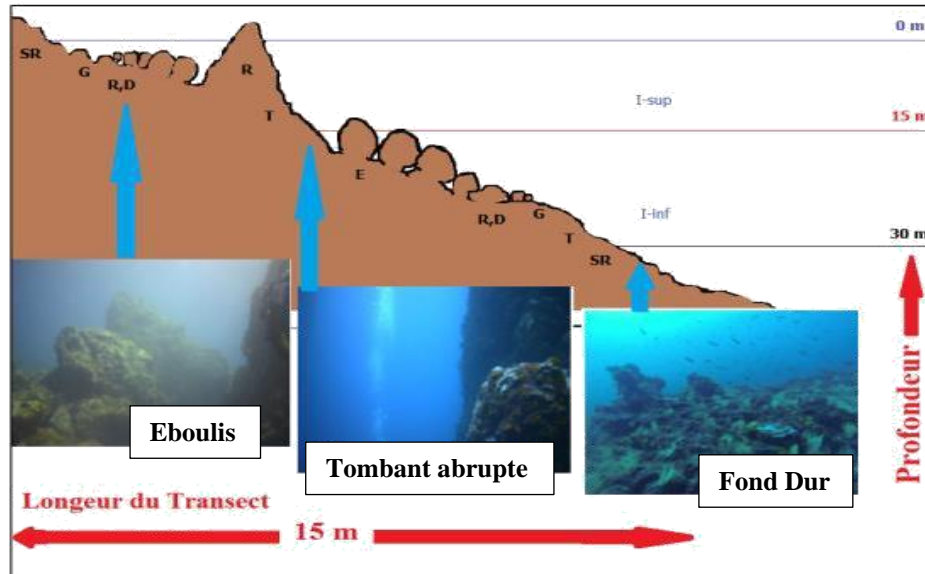 0 m
SR
G
R,D
R
T
I-sup
15 m
E
R,D
G
T
SR
I-inf
30 m
Eboulis
Tombant abrupte
Fond Dur
Profondeur
Longeur du Transect
15 m